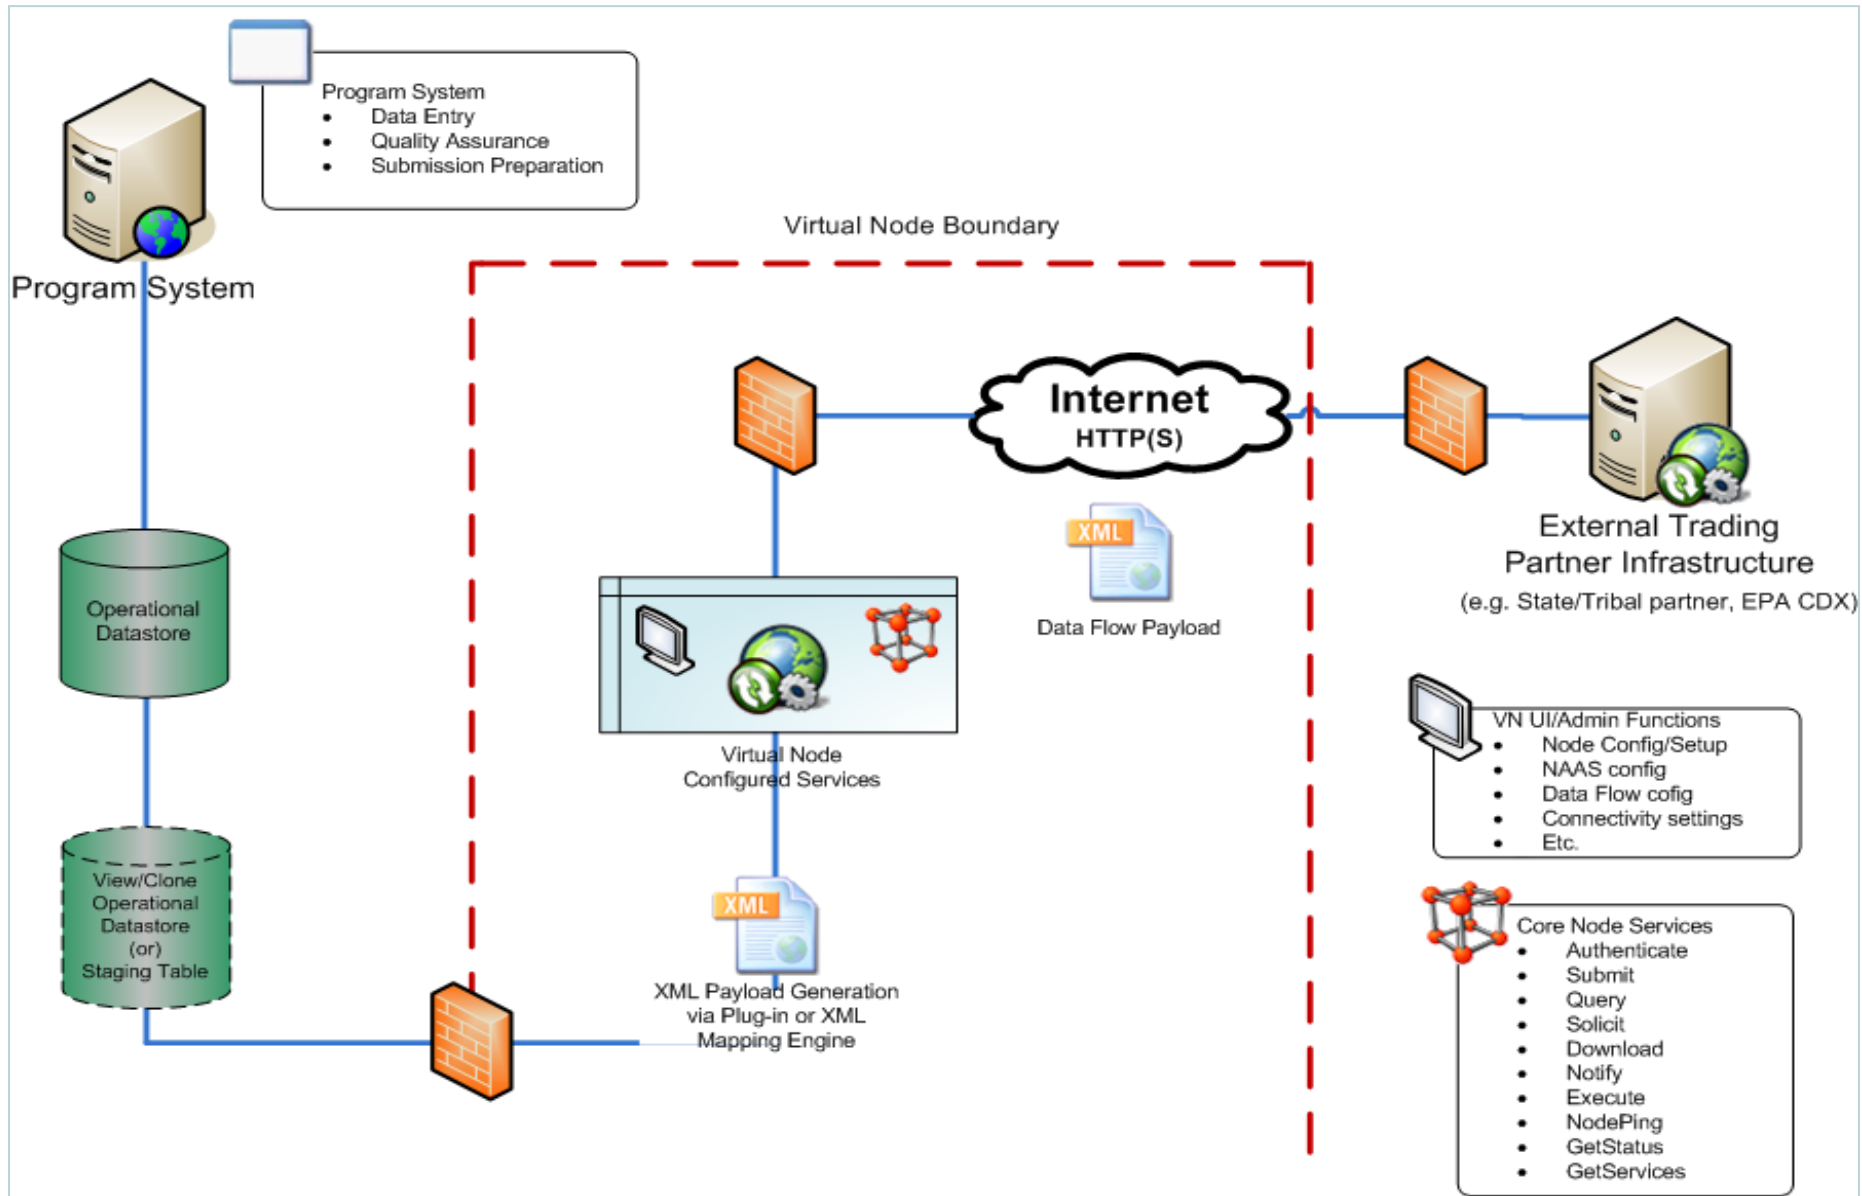 Program System
• Data Entry
• Quality Assurance
• Submission Preparation
Program System
Virtual Node Boundary
Internet
HTTP(S)
External Trading
Partner Infrastructure
(e.g. State/Tribal partner, EPA CDX)
Operational
Datastore
XML
Data Flow Payload
Virtual Node
Configured Services
VN UI/Admin Functions
• Node Config/Setup
• NAAS config
• Data Flow cofig
• Connectivity settings
• Etc.
View/Clone
Operational
Datastore
(or)
Staging Table
XML
XML Payload Generation
via Plug-in or XML
Mapping Engine
Core Node Services
• Authenticate
• Submit
• Query
• Solicit
• Download
• Notify
• Execute
• NodePing
• GetStatus
• GetServices